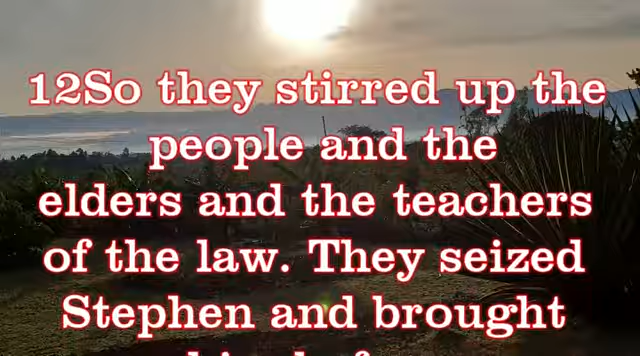 12So they stirred up the
people and the
elders and the teachers
of the law. They seized
Stephen and brought